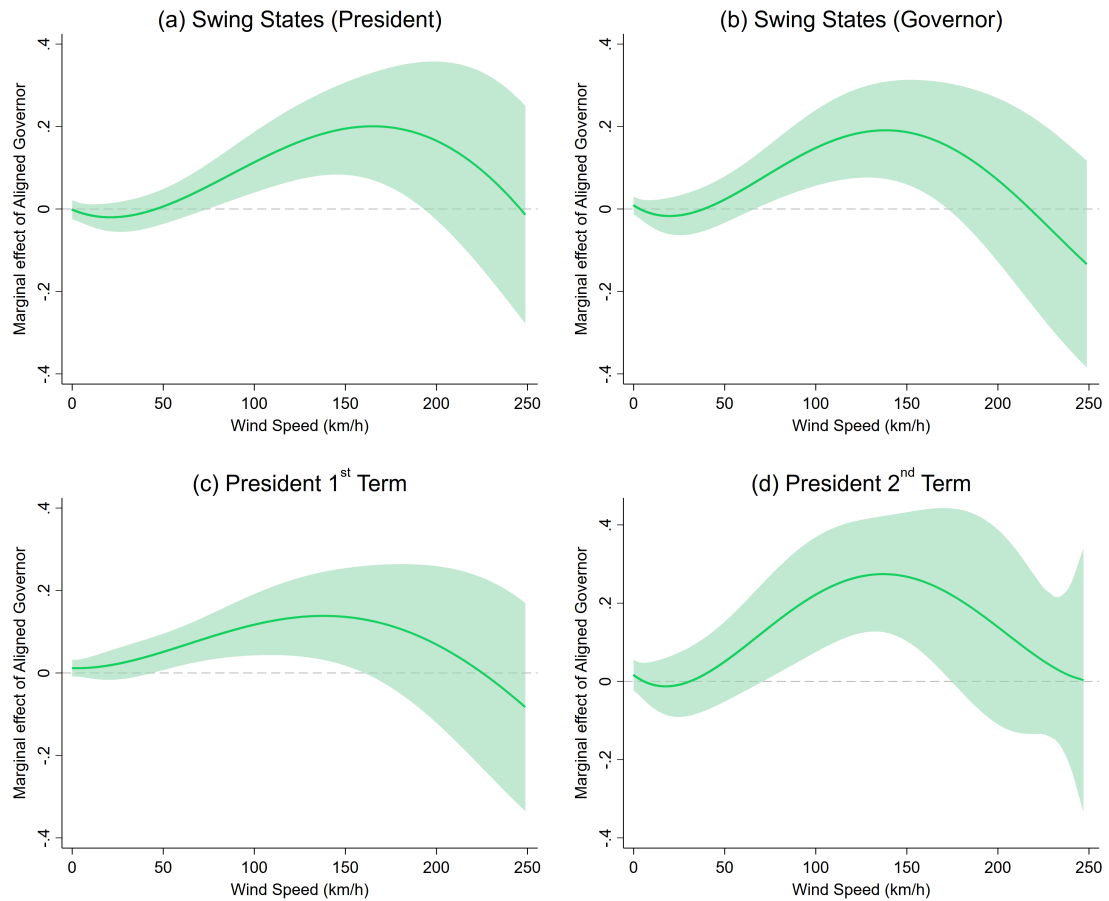 (a) Swing States (President)
Marginal effect of Aligned Governor
.4
.2
0
-.2
-.4
0 50 100 150 200 250
Wind Speed (km/h)
(b) Swing States (Governor)
Marginal effect of Aligned Governor
.4
.2
0
-.2
-.4
0 50 100 150 200 250
Wind Speed (km/h)
(c) President 1st Term
Marginal effect of Aligned Governor
.4
.2
0
-.2
-.4
0 50 100 150 200 250
Wind Speed (km/h)
(d) President 2nd Term
Marginal effect of Aligned Governor
.4
.2
0
-.2
-.4
0 50 100 150 200 250
Wind Speed (km/h)